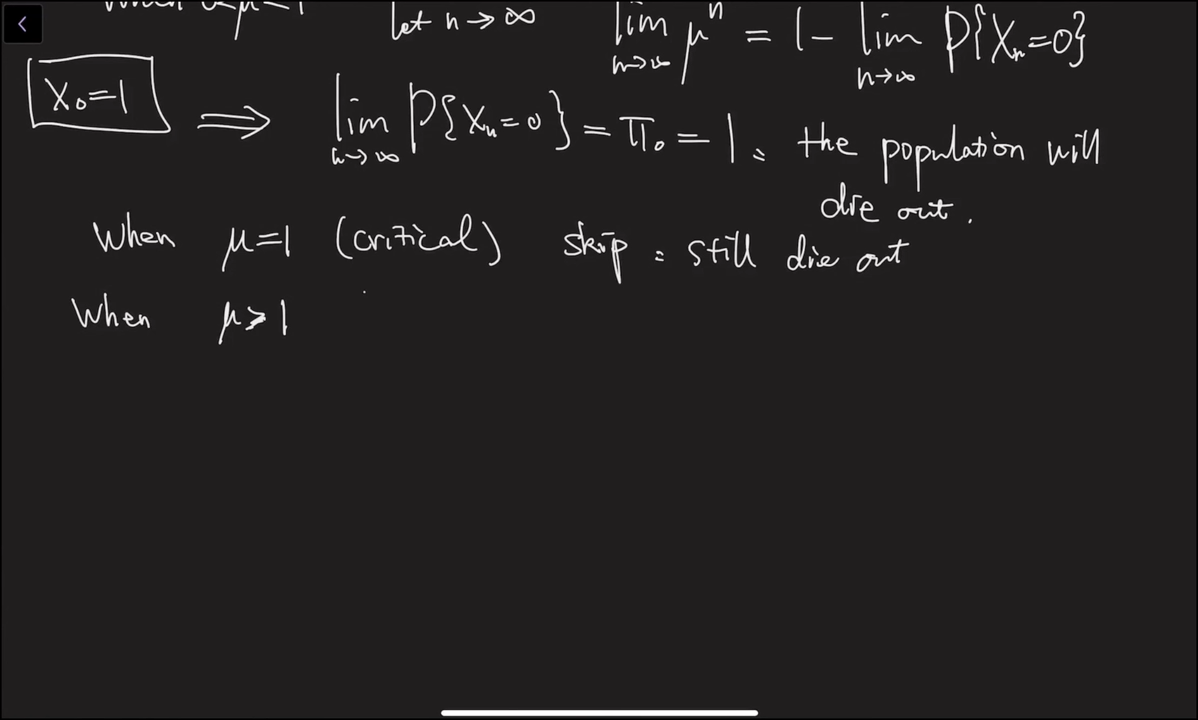 let n → ∞ lim μⁿ = 1 - lim P{Xₙ=0}
n→∞ n→∞
X₀=1 ⟹ lim P{Xₙ=0} = π₀ = 1 : the population will
n→∞
die out.
When μ=1 (critical) skip : still die out
When μ>1